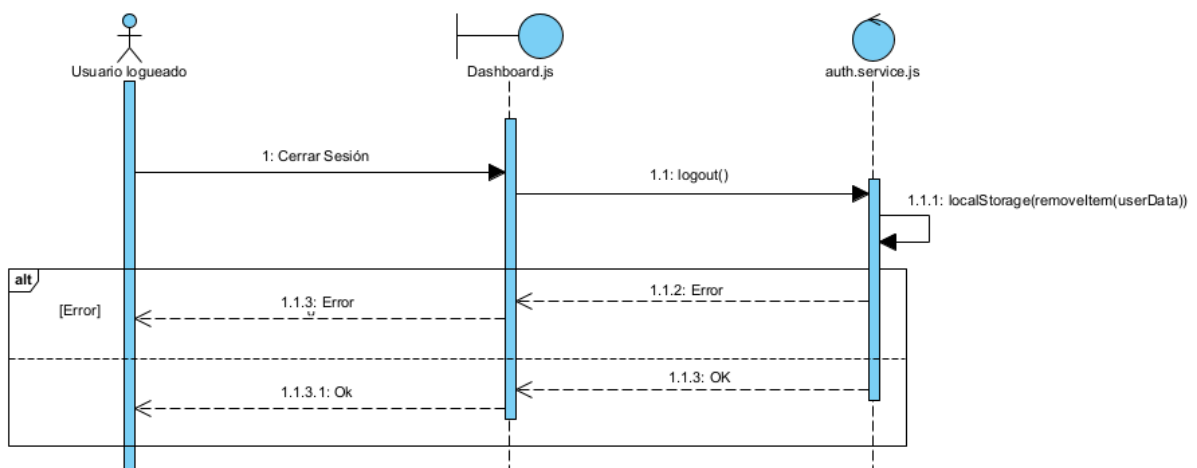 Usuario logueado
Dashboard.js
auth.service.js
1: Cerrar Sesión
1.1: logout()
1.1.1: localStorage(removeItem(userData))
alt
[Error]
1.1.2: Error
1.1.3: Error
1.1.3: OK
1.1.3.1: Ok